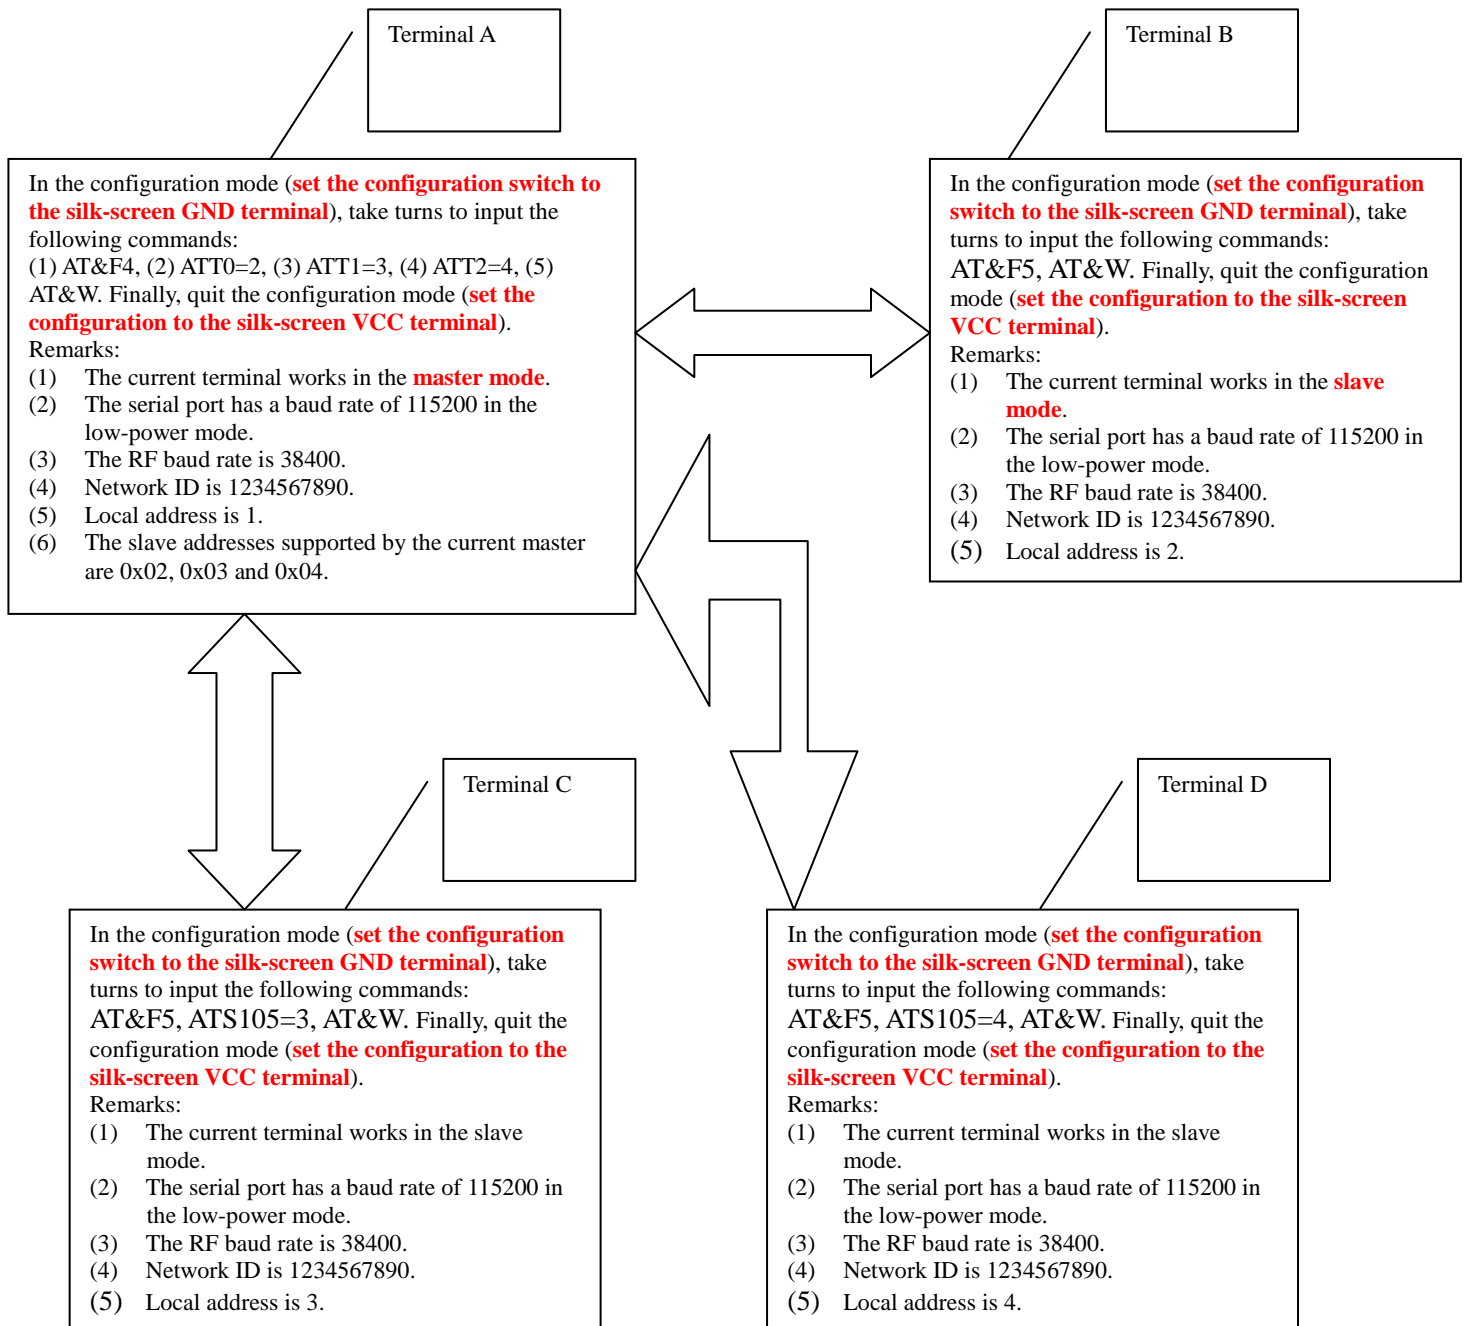 Terminal A
In the configuration mode (set the configuration switch to
the silk-screen GND terminal), take turns to input the
following commands:
(1) AT&F4, (2) ATT0=2, (3) ATT1=3, (4) ATT2=4, (5)
AT&W. Finally, quit the configuration mode (set the
configuration to the silk-screen VCC terminal).
Remarks:
(1) The current terminal works in the master mode.
(2) The serial port has a baud rate of 115200 in the
low-power mode.
(3) The RF baud rate is 38400.
(4) Network ID is 1234567890.
(5) Local address is 1.
(6) The slave addresses supported by the current master
are 0x02, 0x03 and 0x04.
Terminal B
In the configuration mode (set the configuration
switch to the silk-screen GND terminal), take
turns to input the following commands:
AT&F5, AT&W. Finally, quit the configuration
mode (set the configuration to the silk-screen
VCC terminal).
Remarks:
(1) The current terminal works in the slave
mode.
(2) The serial port has a baud rate of 115200 in
the low-power mode.
(3) The RF baud rate is 38400.
(4) Network ID is 1234567890.
(5) Local address is 2.
Terminal C
In the configuration mode (set the configuration
switch to the silk-screen GND terminal), take
turns to input the following commands:
AT&F5, ATS105=3, AT&W. Finally, quit the
configuration mode (set the configuration to the
silk-screen VCC terminal).
Remarks:
(1) The current terminal works in the slave
mode.
(2) The serial port has a baud rate of 115200 in
the low-power mode.
(3) The RF baud rate is 38400.
(4) Network ID is 1234567890.
(5) Local address is 3.
Terminal D
In the configuration mode (set the configuration
switch to the silk-screen GND terminal), take
turns to input the following commands:
AT&F5, ATS105=4, AT&W. Finally, quit the
configuration mode (set the configuration to the
silk-screen VCC terminal).
Remarks:
(1) The current terminal works in the slave
mode.
(2) The serial port has a baud rate of 115200 in
the low-power mode.
(3) The RF baud rate is 38400.
(4) Network ID is 1234567890.
(5) Local address is 4.